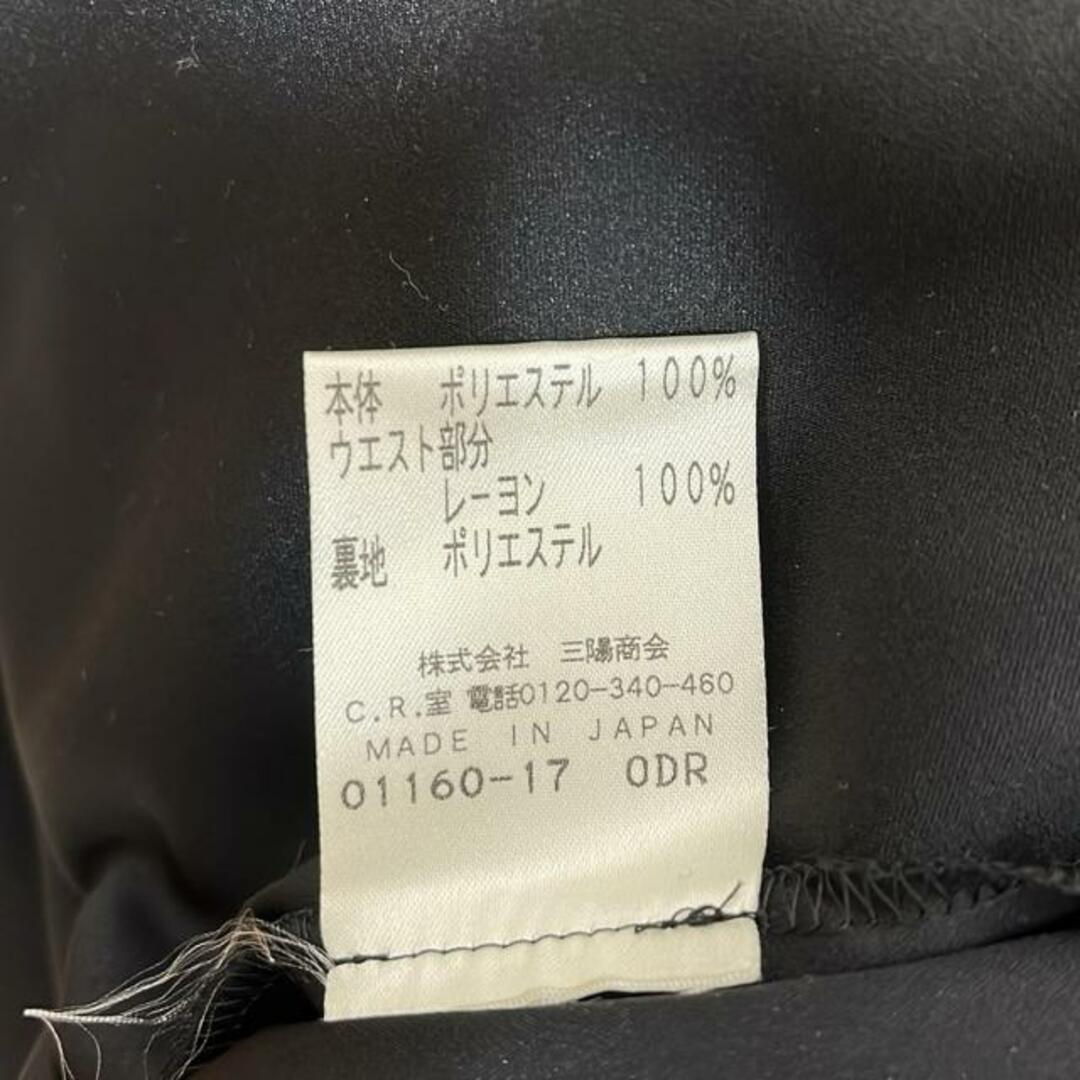 本体 ポリエステル 100%
ウエスト部分
レーヨン 100%
裏地 ポリエステル
株式会社 三陽商会
C.R.室 電話0120-340-460
MADE IN JAPAN
01160-17 ODR